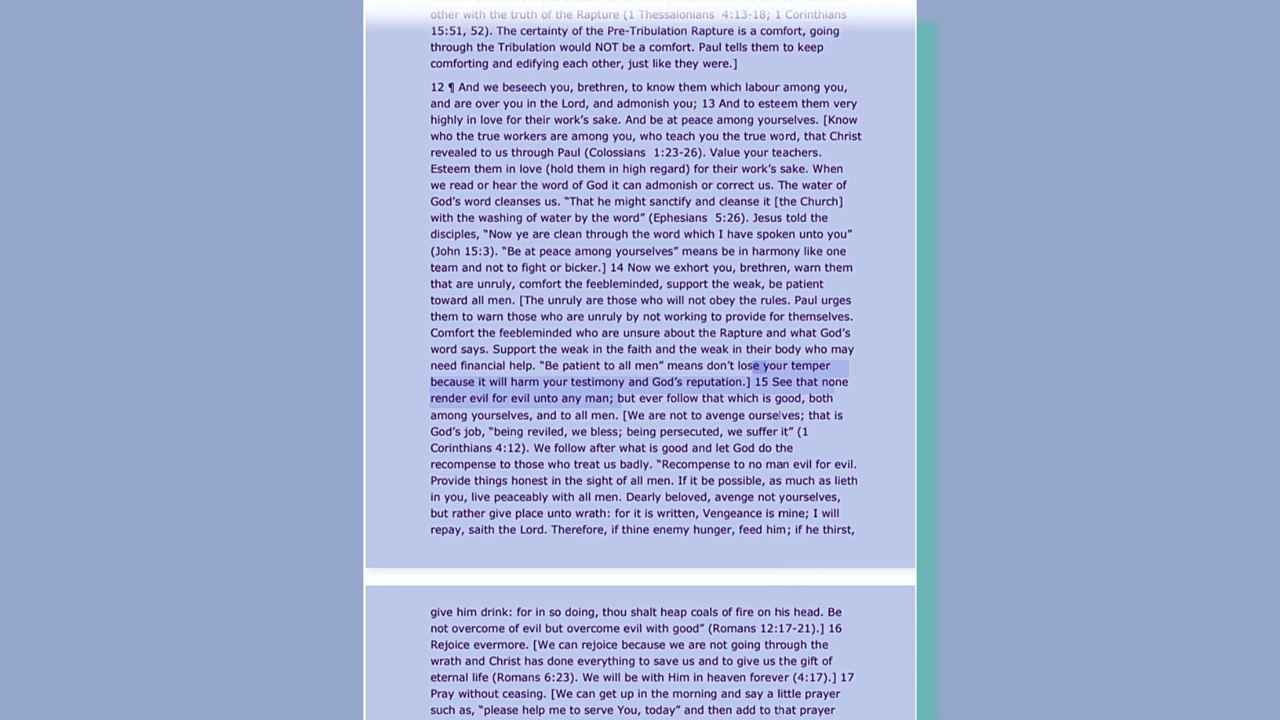 other with the truth of the Rapture (1 Thessalonians 4:13-18; 1 Corinthians
15:51, 52). The certainty of the Pre-Tribulation Rapture is a comfort, going
through the Tribulation would NOT be a comfort. Paul tells them to keep
comforting and edifying each other, just like they were.]
12 ¶ And we beseech you, brethren, to know them which labour among you,
and are over you in the Lord, and admonish you; 13 And to esteem them very
highly in love for their work’s sake. And be at peace among yourselves. [Know
who the true workers are among you, who teach you the true word, that Christ
revealed to us through Paul (Colossians 1:23-26). Value your teachers.
Esteem them in love (hold them in high regard) for their work’s sake. When
we read or hear the word of God it can admonish or correct us. The water of
God’s word cleanses us. “That he might sanctify and cleanse it [the Church]
with the washing of water by the word” (Ephesians 5:26). Jesus told the
disciples, “Now ye are clean through the word which I have spoken unto you”
(John 15:3). “Be at peace among yourselves” means be in harmony like one
team and not to fight or bicker.] 14 Now we exhort you, brethren, warn them
that are unruly, comfort the feebleminded, support the weak, be patient
toward all men. [The unruly are those who will not obey the rules. Paul urges
them to warn those who are unruly by not working to provide for themselves.
Comfort the feebleminded who are unsure about the Rapture and what God’s
word says. Support the weak in the faith and the weak in their body who may
need financial help. “Be patient to all men” means don’t lose your temper
because it will harm your testimony and God’s reputation.] 15 See that none
render evil for evil unto any man; but ever follow that which is good, both
among yourselves, and to all men. [We are not to avenge ourselves; that is
God’s job, “being reviled, we bless; being persecuted, we suffer it” (1
Corinthians 4:12). We follow after what is good and let God do the
recompense to those who treat us badly. “Recompense to no man evil for evil.
Provide things honest in the sight of all men. If it be possible, as much as lieth
in you, live peaceably with all men. Dearly beloved, avenge not yourselves,
but rather give place unto wrath: for it is written, Vengeance is mine; I will
repay, saith the Lord. Therefore, if thine enemy hunger, feed him; if he thirst,
give him drink: for in so doing, thou shalt heap coals of fire on his head. Be
not overcome of evil but overcome evil with good” (Romans 12:17-21).] 16
Rejoice evermore. [We can rejoice because we are not going through the
wrath and Christ has done everything to save us and to give us the gift of
eternal life (Romans 6:23). We will be with Him in heaven forever (4:17).] 17
Pray without ceasing. [We can get up in the morning and say a little prayer
such as, “please help me to serve You, today” and then add to that prayer